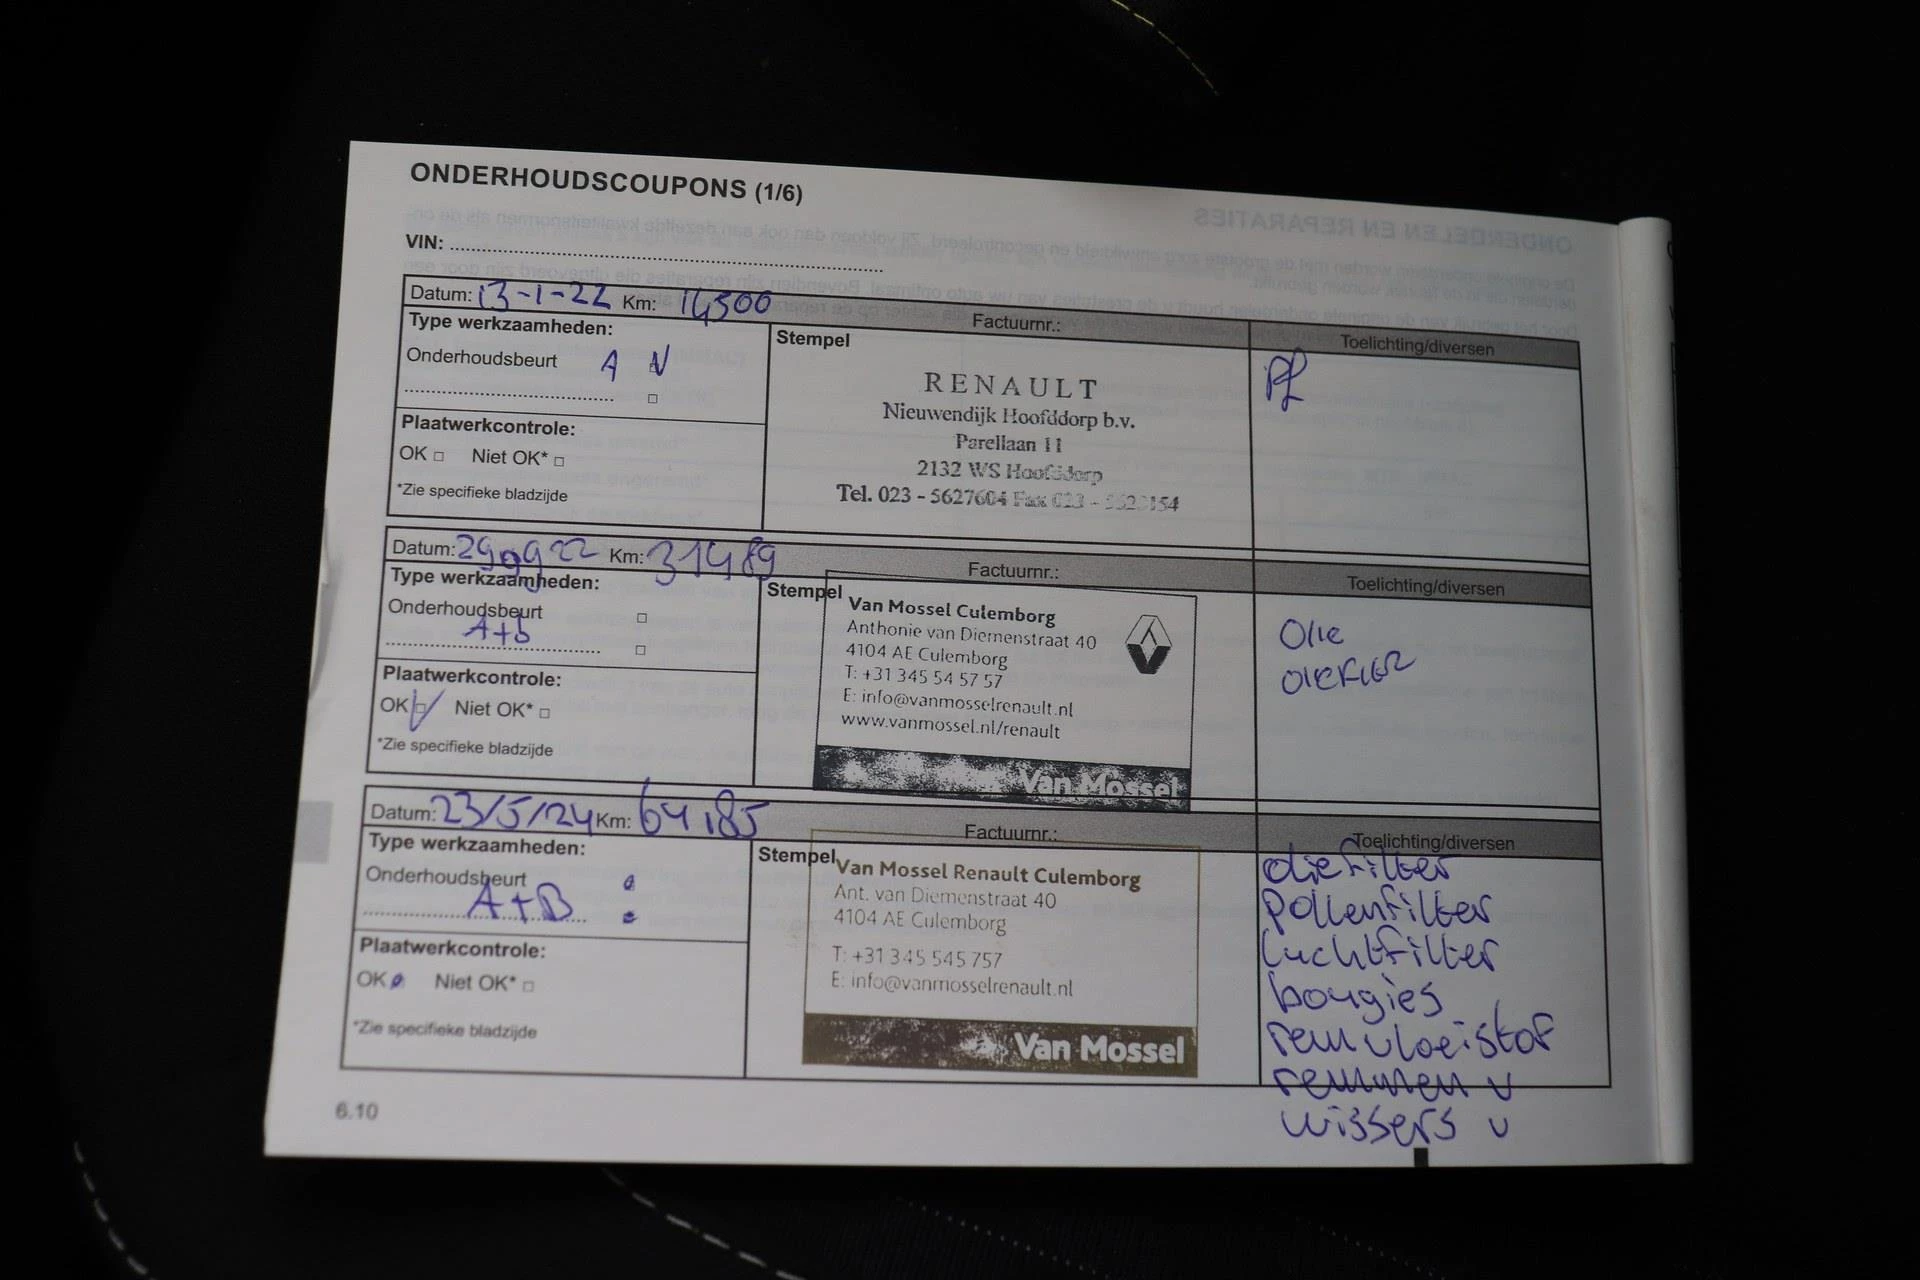 ONDERHOUDSCOUPONS (1/6)
VIN:
Datum: 13-1-22 Km: 14300 Factuurnr.:
Type werkzaamheden:
Onderhoudsbeurt A
Plaatwerkcontrole:
OK □ Niet OK* □
*Zie specifieke bladzijde
Stempel
RENAULT
Nieuwendijk Hoofddorp b.v.
Parellaan 11
2132 WS Hoofddorp
Tel. 023 - 5627604 Fax 023
Toelichting/diversen
Datum: 29 09 22 Km: 31489 Factuurnr.:
Type werkzaamheden:
Onderhoudsbeurt □
A+b □
Plaatwerkcontrole:
OK □ Niet OK* □
*Zie specifieke bladzijde
Stempel
Van Mossel Culemborg
Anthonie van Diemenstraat 40
4104 AE Culemborg
T: +31 345 54 57 57
E: info@vanmosselrenault.nl
www.vanmossel.nl/renault
Van Mossel
Toelichting/diversen
Olie
Datum: 23/5/24 Km: 64185 Factuurnr.:
Type werkzaamheden:
Onderhoudsbeurt
A+B
Plaatwerkcontrole:
OK Niet OK* □
*Zie specifieke bladzijde
Stempel
Van Mossel Renault Culemborg
Ant. van Diemenstraat 40
4104 AE Culemborg
T: +31 345 545 757
E: info@vanmosselrenault.nl
Van Mossel
Toelichting/diversen
oliefilter
pollenfilter
luchtfilter
bougies
remvloeistof
remmen v
wissers v
6.10